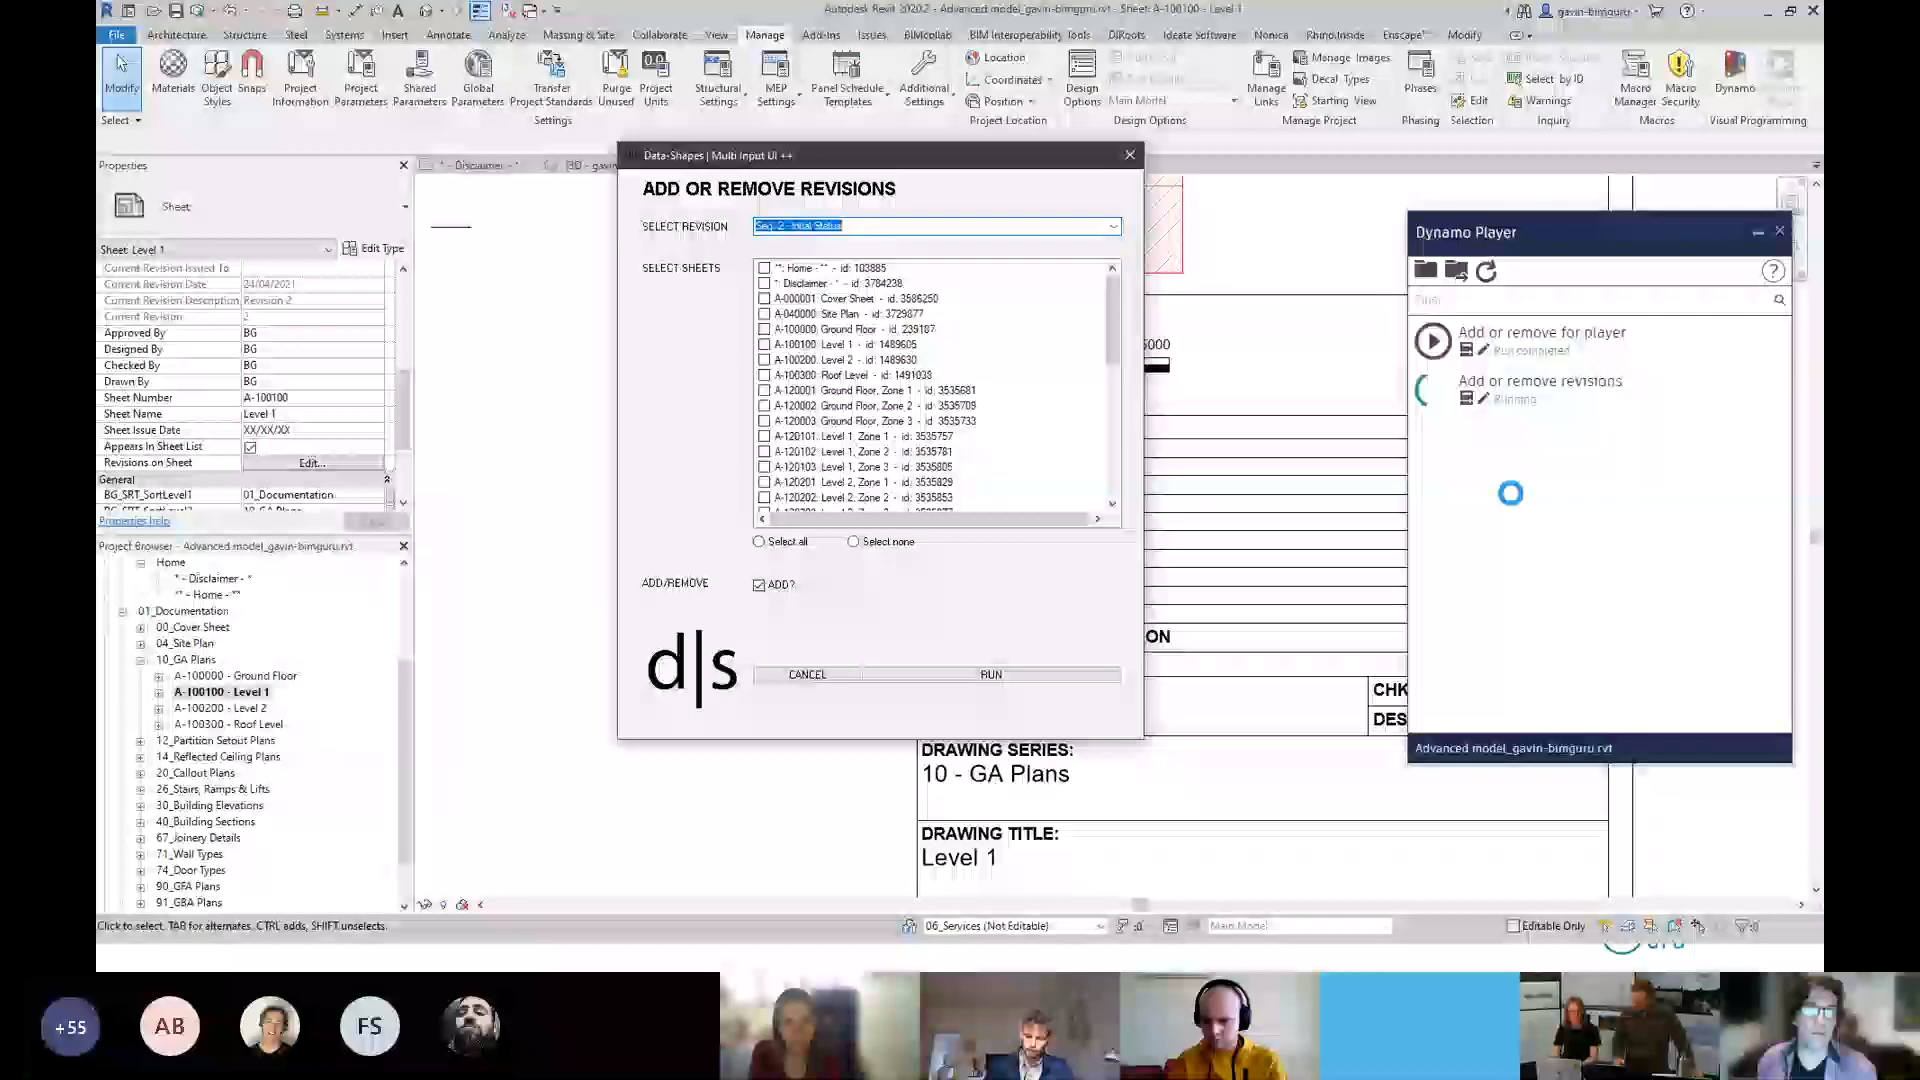 Autodesk Revit 2020.2 - Advanced model_gavin-bimguru.rvt - Sheet: A-100100 - Level 1
gavin-bimguru
File Architecture Structure Steel Systems Insert Annotate Analyze Massing & Site Collaborate View Manage Add-Ins Issues BIMcollab BIM Interoperability Tools DiRoots Ideate Software Nonica Rhino.Inside Enscape™ Modify
Modify
Materials
Object Styles
Snaps
Project Information
Project Parameters
Shared Parameters
Global Parameters
Transfer Project Standards
Purge Unused
Project Units
Structural Settings
MEP Settings
Panel Schedule Templates
Additional Settings
Location
Coordinates
Position
Design Options
Main Model
Manage Links
Manage Images
Decal Types
Starting View
Phases
Edit
Select by ID
Warnings
Macro Manager
Macro Security
Dynamo
Select
Settings
Project Location
Design Options
Manage Project
Phasing
Selection
Inquiry
Macros
Visual Programming
Properties
Sheet
Sheet: Level 1
Edit Type
Current Revision Issued To
Current Revision Date 24/04/2021
Current Revision Description Revision 2
Current Revision 2
Approved By BG
Designed By BG
Checked By BG
Drawn By BG
Sheet Number A-100100
Sheet Name Level 1
Sheet Issue Date XX/XX/XX
Appears In Sheet List
Revisions on Sheet Edit...
General
BG_SRT_SortLevel1 01_Documentation
Properties help
Project Browser - Advanced model_gavin-bimguru.rvt
Home
* - Disclaimer - *
** - Home - **
01_Documentation
00_Cover Sheet
04_Site Plan
10_GA Plans
A-100000 - Ground Floor
A-100100 - Level 1
A-100200 - Level 2
A-100300 - Roof Level
12_Partition Setout Plans
14_Reflected Ceiling Plans
20_Callout Plans
26_Stairs, Ramps & Lifts
30_Building Elevations
40_Building Sections
67_Joinery Details
71_Wall Types
74_Door Types
90_GFA Plans
91_GBA Plans
* - Disclaimer - *
Data-Shapes | Multi Input UI ++
ADD OR REMOVE REVISIONS
SELECT REVISION
Seq. 2 - Initial Status
SELECT SHEETS
**: Home - ** - id: 103885
*: Disclaimer - * - id: 3784238
A-000001: Cover Sheet - id: 3586250
A-040000: Site Plan - id: 3729877
A-100000: Ground Floor - id: 239187
A-100100: Level 1 - id: 1489605
A-100200: Level 2 - id: 1489630
A-100300: Roof Level - id: 1491038
A-120001: Ground Floor, Zone 1 - id: 3535681
A-120002: Ground Floor, Zone 2 - id: 3535709
A-120003: Ground Floor, Zone 3 - id: 3535733
A-120101: Level 1, Zone 1 - id: 3535757
A-120102: Level 1, Zone 2 - id: 3535781
A-120103: Level 1, Zone 3 - id: 3535805
A-120201: Level 2, Zone 1 - id: 3535829
A-120202: Level 2, Zone 2 - id: 3535853
Select all
Select none
ADD/REMOVE
ADD?
d|s
CANCEL
RUN
ON
CHK
DES
DRAWING SERIES:
10 - GA Plans
DRAWING TITLE:
Level 1
Dynamo Player
Add or remove for player
Run completed
Add or remove revisions
Running
Advanced model_gavin-bimguru.rvt
Click to select, TAB for alternates, CTRL adds, SHIFT unselects.
06_Services (Not Editable)
:0
Main Model
Editable Only
:0
+55
AB
FS